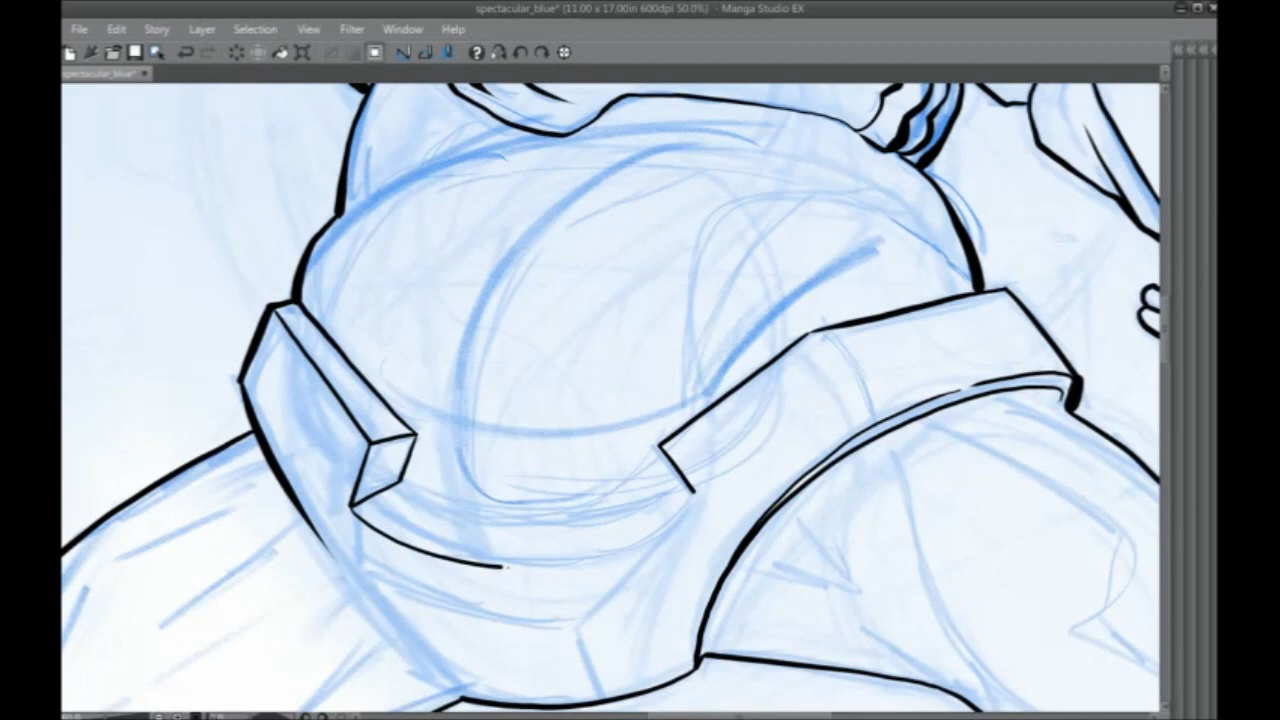 spectacular_blue* (11.00 x 17.00in 600dpi 50.0%) - Manga Studio EX
File Edit Story Layer Selection View Filter Window Help
spectacular_blue*